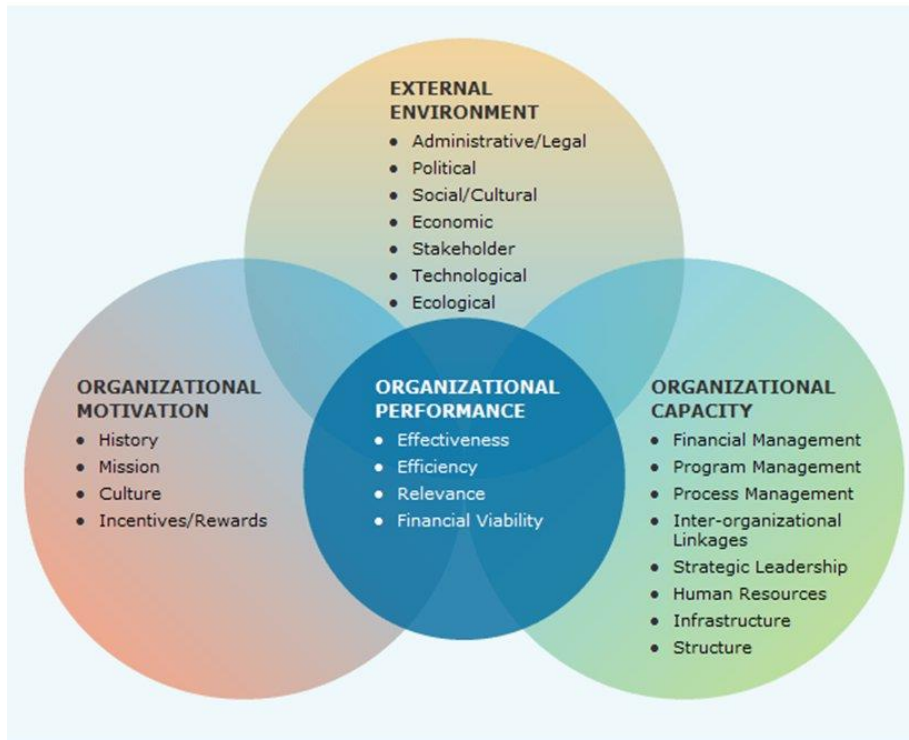 EXTERNAL
ENVIRONMENT
● Administrative/Legal
● Political
● Social/Cultural
● Economic
● Stakeholder
● Technological
● Ecological
ORGANIZATIONAL
MOTIVATION
● History
● Mission
● Culture
● Incentives/Rewards
ORGANIZATIONAL
PERFORMANCE
● Effectiveness
● Efficiency
● Relevance
● Financial Viability
ORGANIZATIONAL
CAPACITY
● Financial Management
● Program Management
● Process Management
● Inter-organizational
Linkages
● Strategic Leadership
● Human Resources
● Infrastructure
● Structure